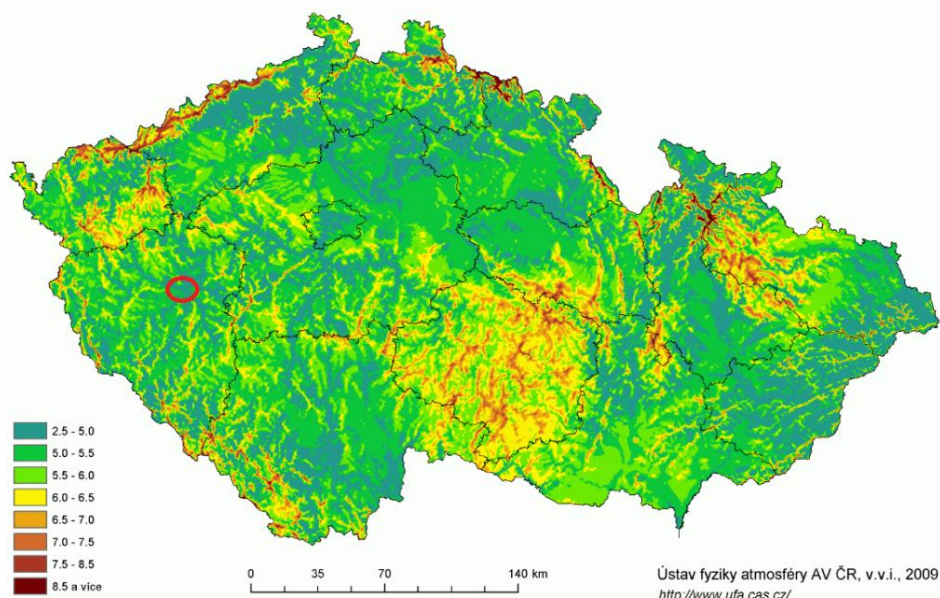 2.5 - 5.0
5.0 - 5.5
5.5 - 6.0
6.0 - 6.5
6.5 - 7.0
7.0 - 7.5
7.5 - 8.5
8.5 a více
0 35 70 140 km
Ústav fyziky atmosféry AV ČR, v.v.i., 2009
http://www.ufa.cas.cz/